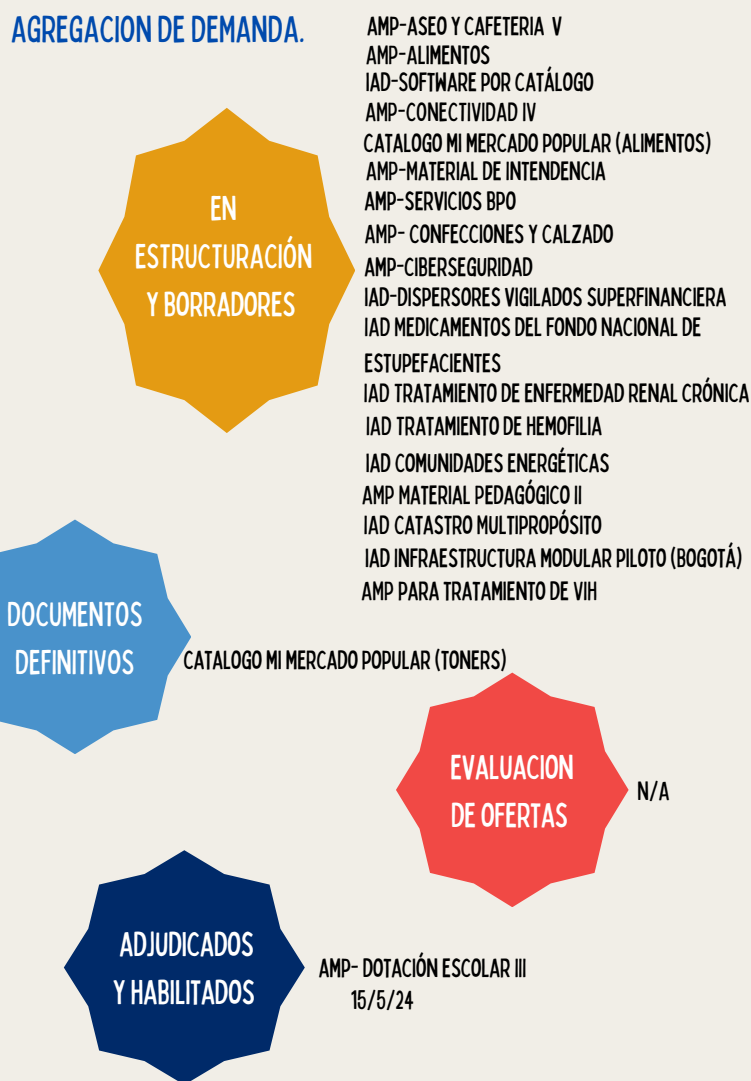 AGREGACION DE DEMANDA.
EN
ESTRUCTURACIÓN
Y BORRADORES
AMP-ASEO Y CAFETERIA V
AMP-ALIMENTOS
IAD-SOFTWARE POR CATÁLOGO
AMP-CONECTIVIDAD IV
CATALOGO MI MERCADO POPULAR (ALIMENTOS)
AMP-MATERIAL DE INTENDENCIA
AMP-SERVICIOS BPO
AMP- CONFECCIONES Y CALZADO
AMP-CIBERSEGURIDAD
IAD-DISPERSORES VIGILADOS SUPERFINANCIERA
IAD MEDICAMENTOS DEL FONDO NACIONAL DE
ESTUPEFACIENTES
IAD TRATAMIENTO DE ENFERMEDAD RENAL CRÓNICA
IAD TRATAMIENTO DE HEMOFILIA
IAD COMUNIDADES ENERGÉTICAS
AMP MATERIAL PEDAGÓGICO II
IAD CATASTRO MULTIPROPÓSITO
IAD INFRAESTRUCTURA MODULAR PILOTO (BOGOTÁ)
AMP PARA TRATAMIENTO DE VIH
DOCUMENTOS
DEFINITIVOS
CATALOGO MI MERCADO POPULAR (TONERS)
EVALUACION
DE OFERTAS
N/A
ADJUDICADOS
Y HABILITADOS
AMP- DOTACIÓN ESCOLAR III
15/5/24